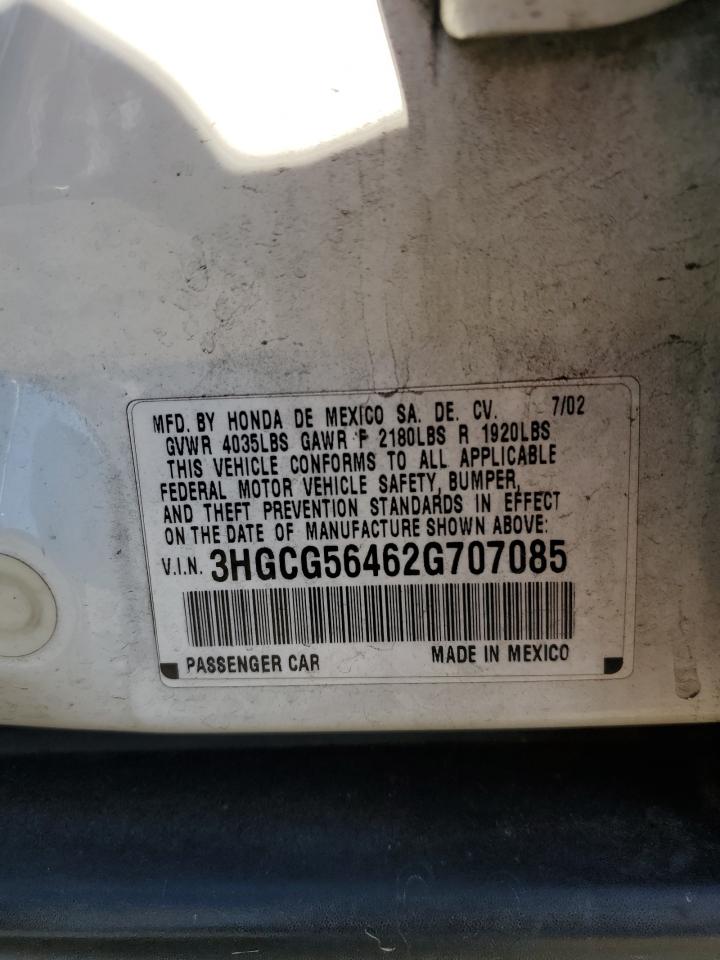 MFD. BY HONDA DE MEXICO SA. DE. CV. 7/02
GVWR 4035LBS GAWR F 2180LBS R 1920LBS
THIS VEHICLE CONFORMS TO ALL APPLICABLE
FEDERAL MOTOR VEHICLE SAFETY, BUMPER,
AND THEFT PREVENTION STANDARDS IN EFFECT
ON THE DATE OF MANUFACTURE SHOWN ABOVE:
V.I.N. 3HGCG56462G707085
PASSENGER CAR MADE IN MEXICO